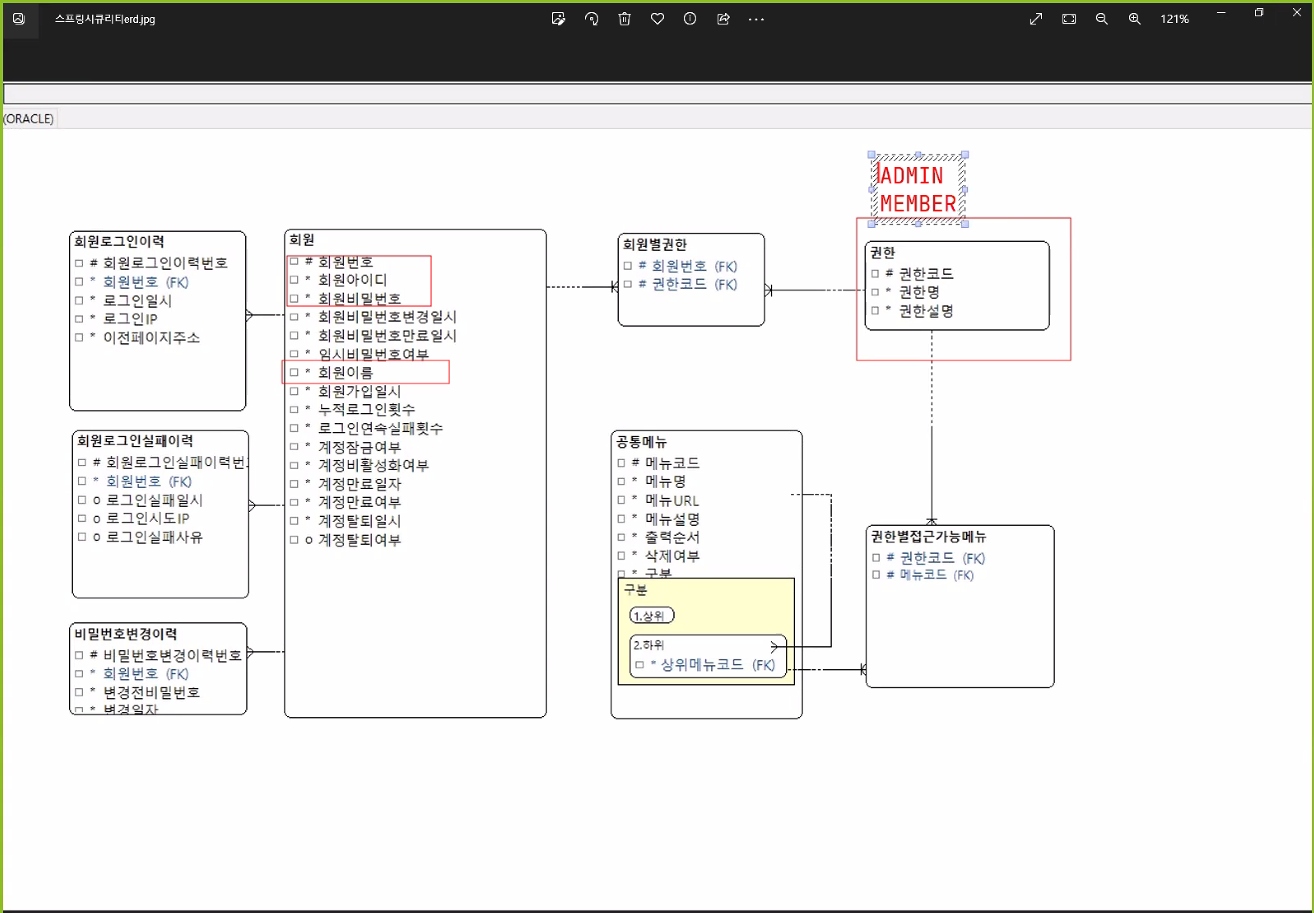 스프링시큐리티erd.jpg
121%
(ORACLE)
ADMIN
MEMBER
회원로그인이력
# 회원로그인이력번호
* 회원번호 (FK)
* 로그인일시
* 로그인IP
* 이전페이지주소
회원로그인실패이력
# 회원로그인실패이력번
* 회원번호 (FK)
o 로그인실패일시
o 로그인시도IP
o 로그인실패사유
비밀번호변경이력
# 비밀번호변경이력번호
* 회원번호 (FK)
* 변경전비밀번호
* 변경일자
회원
# 회원번호
* 회원아이디
* 회원비밀번호
* 회원비밀번호변경일시
* 회원비밀번호만료일시
* 임시비밀번호여부
* 회원이름
* 회원가입일시
* 누적로그인횟수
* 로그인연속실패횟수
* 계정잠금여부
* 계정비활성화여부
* 계정만료일자
* 계정만료여부
* 계정탈퇴일시
o 계정탈퇴여부
회원별권한
# 회원번호 (FK)
# 권한코드 (FK)
권한
# 권한코드
* 권한명
* 권한설명
공통메뉴
# 메뉴코드
* 메뉴명
* 메뉴URL
* 메뉴설명
* 출력순서
* 삭제여부
* 구분
구분
1.상위
2.하위
* 상위메뉴코드 (FK)
권한별접근가능메뉴
# 권한코드 (FK)
# 메뉴코드 (FK)